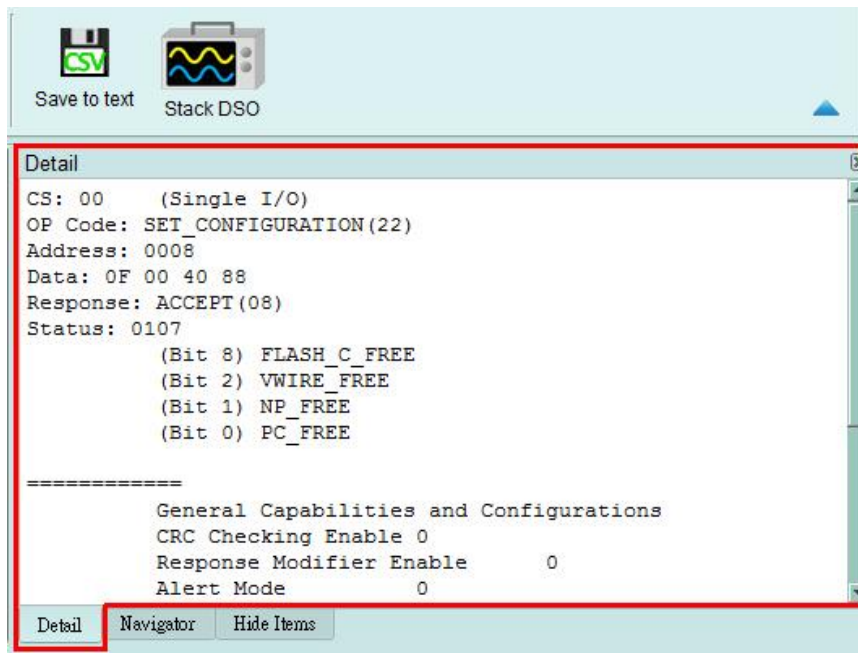 CSV
Save to text
Stack DSO
Detail
CS: 00 (Single I/O)
OP Code: SET_CONFIGURATION(22)
Address: 0008
Data: 0F 00 40 88
Response: ACCEPT(08)
Status: 0107
(Bit 8) FLASH_C_FREE
(Bit 2) VWIRE_FREE
(Bit 1) NP_FREE
(Bit 0) PC_FREE
============
General Capabilities and Configurations
CRC Checking Enable 0
Response Modifier Enable 0
Alert Mode 0
Detail Navigator Hide Items